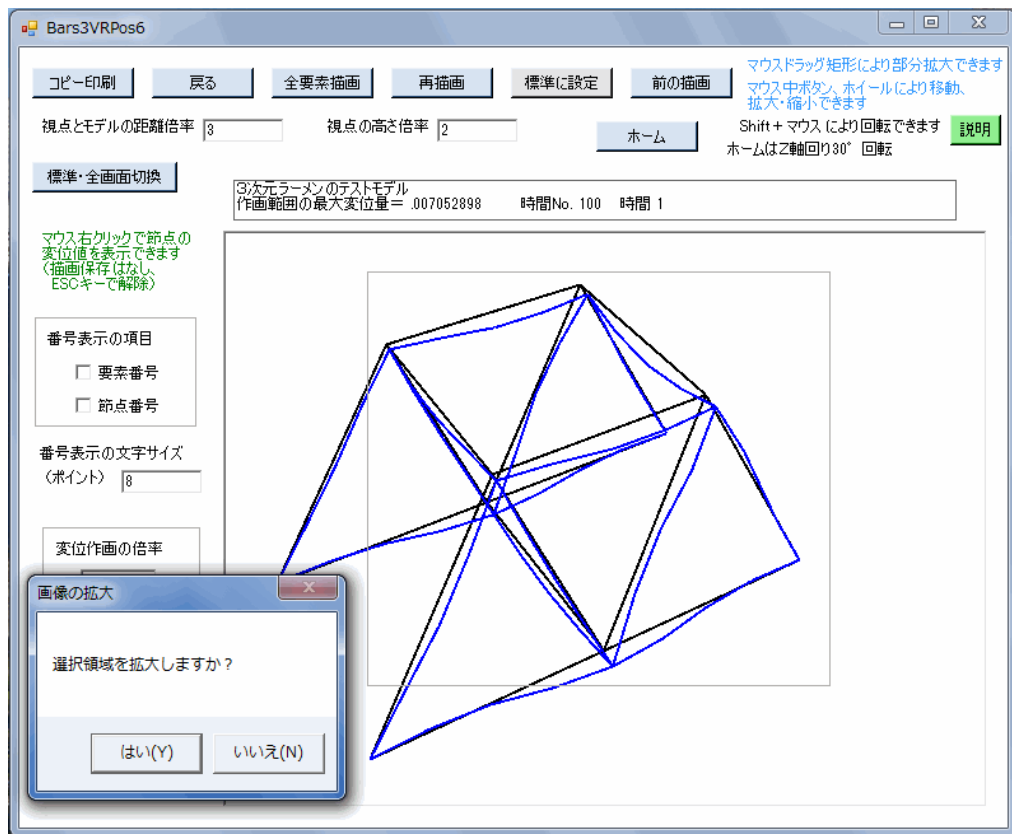 Bars3VRPos6
コピー印刷
戻る
全要素描画
再描画
標準に設定
前の描画
マウスドラッグ矩形により部分拡大できます
マウス中ボタン、ホイールにより移動、
拡大・縮小できます
視点とモデルの距離倍率 3
視点の高さ倍率 2
ホーム
Shift+マウスにより回転できます
ホームはZ軸回り30° 回転
説明
標準・全画面切換
3次元ラーメンのテストモデル
作画範囲の最大変位量= .007052898 時間No. 100 時間 1
マウス右クリックで節点の
変位値を表示できます
(描画保存はなし、
ESCキーで解除)
番号表示の項目
要素番号
節点番号
番号表示の文字サイズ
(ポイント) 8
変位作画の倍率
画像の拡大
選択領域を拡大しますか?
はい(Y)
いいえ(N)